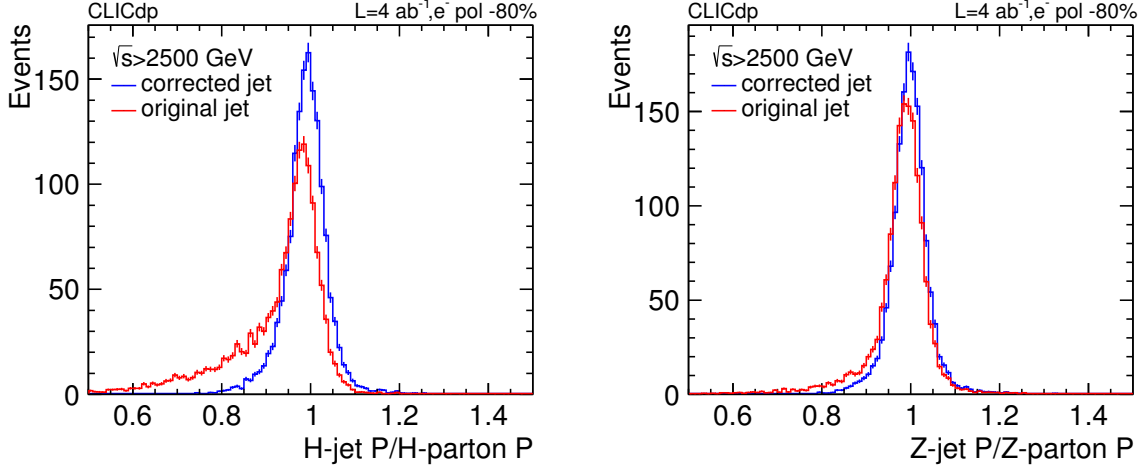 CLICdp L=4 ab⁻¹,e⁻ pol -80%
√s>2500 GeV
corrected jet
original jet
Events
150
100
50
0
0.6 0.8 1 1.2 1.4
H-jet P/H-parton P
CLICdp L=4 ab⁻¹,e⁻ pol -80%
√s>2500 GeV
corrected jet
original jet
Events
150
100
50
0
0.6 0.8 1 1.2 1.4
Z-jet P/Z-parton P